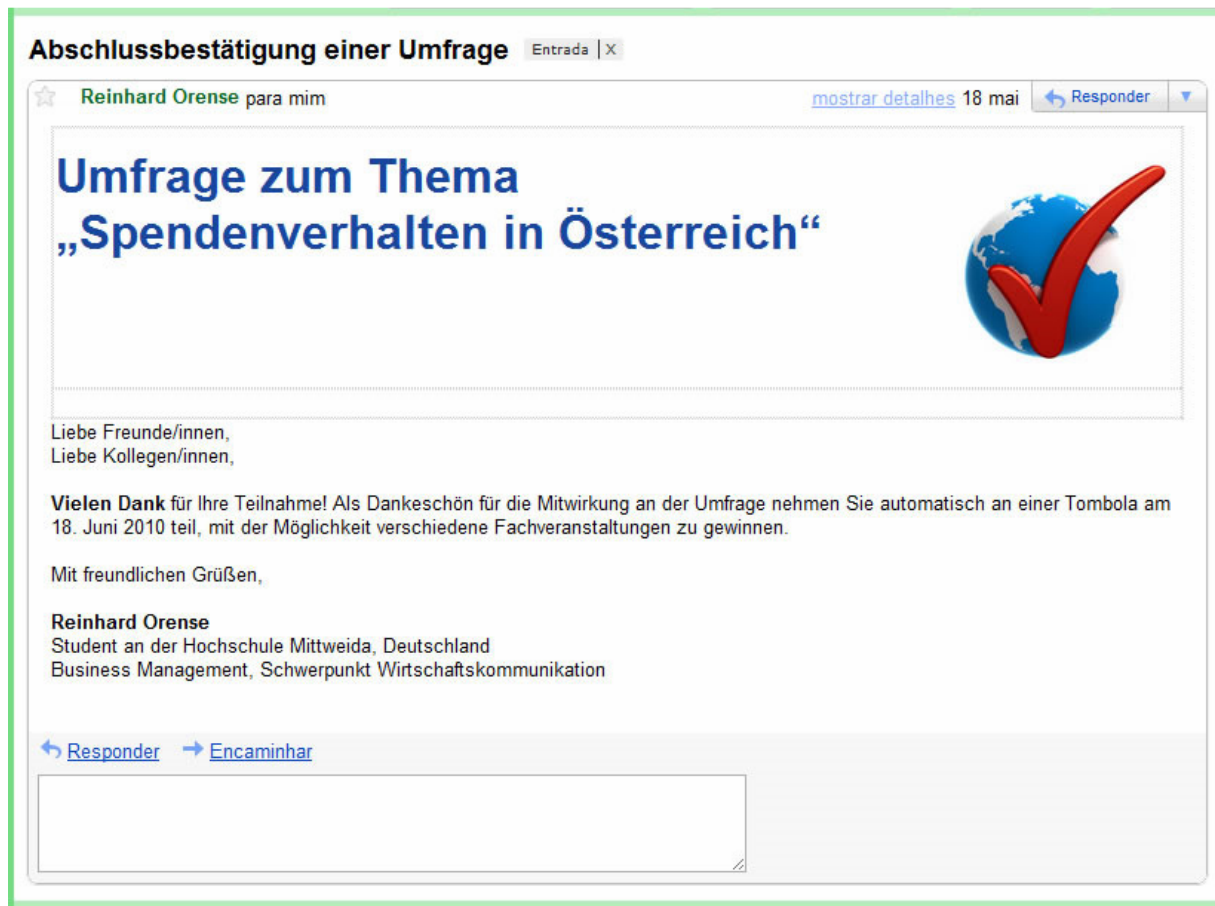 Abschlussbestätigung einer Umfrage Entrada | X
Reinhard Orense para mim mostrar detalhes 18 mai Responder
Umfrage zum Thema
„Spendenverhalten in Österreich“
Liebe Freunde/innen,
Liebe Kollegen/innen,
Vielen Dank für Ihre Teilnahme! Als Dankeschön für die Mitwirkung an der Umfrage nehmen Sie automatisch an einer Tombola am
18. Juni 2010 teil, mit der Möglichkeit verschiedene Fachveranstaltungen zu gewinnen.
Mit freundlichen Grüßen,
Reinhard Orense
Student an der Hochschule Mittweida, Deutschland
Business Management, Schwerpunkt Wirtschaftskommunikation
Responder Encaminhar